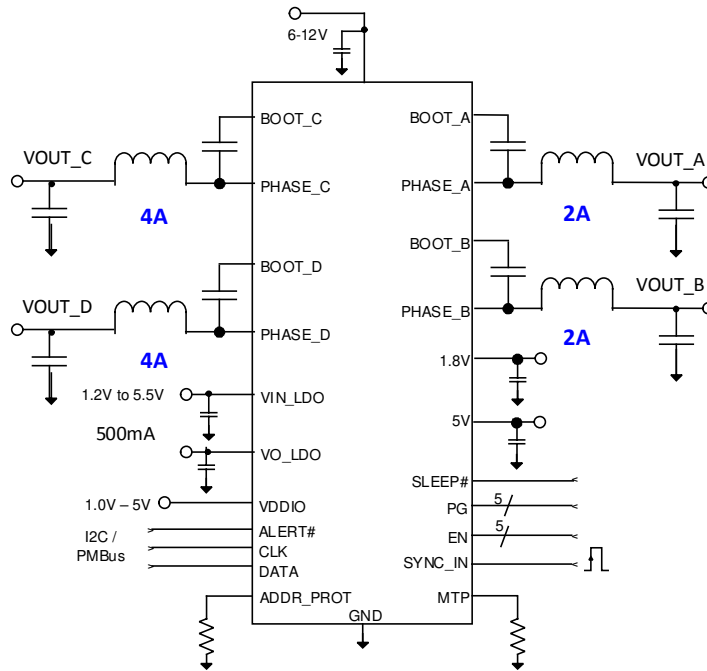 6-12V
BOOT_C
BOOT_A
VOUT_C
VOUT_A
PHASE_C
PHASE_A
4A
2A
BOOT_B
BOOT_D
VOUT_D
VOUT_B
PHASE_B
PHASE_D
4A
2A
1.8V
1.2V to 5.5V
VIN_LDO
500mA
5V
VO_LDO
SLEEP#
1.0V – 5V
VDDIO
PG
5
ALERT#
I2C /
PMBus
EN
5
CLK
DATA
SYNC_IN
ADDR_PROT
MTP
GND